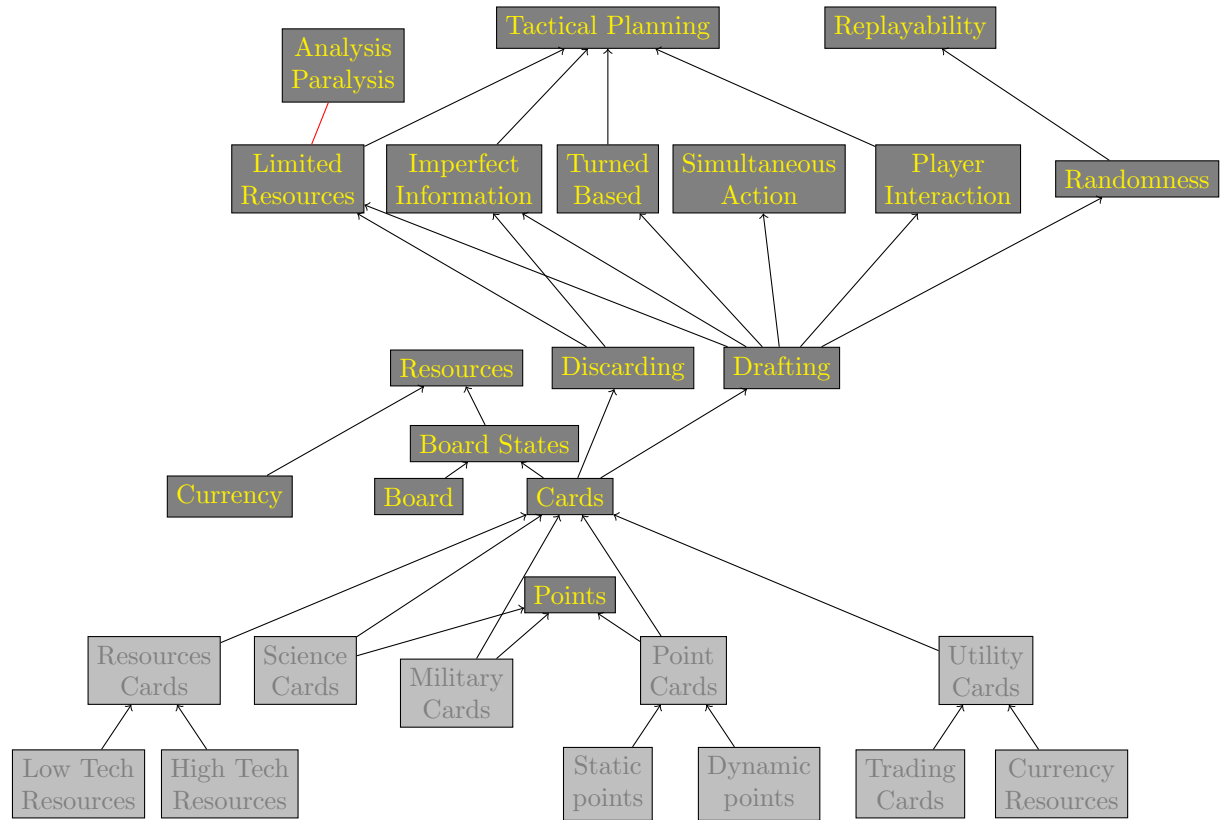 Tactical Planning
Replayability
Analysis
Paralysis
Limited
Resources
Imperfect
Information
Turned
Based
Simultaneous
Action
Player
Interaction
Randomness
Resources
Discarding
Drafting
Board States
Currency
Board
Cards
Points
Resources
Cards
Science
Cards
Military
Cards
Point
Cards
Utility
Cards
Low Tech
Resources
High Tech
Resources
Static
points
Dynamic
points
Trading
Cards
Currency
Resources